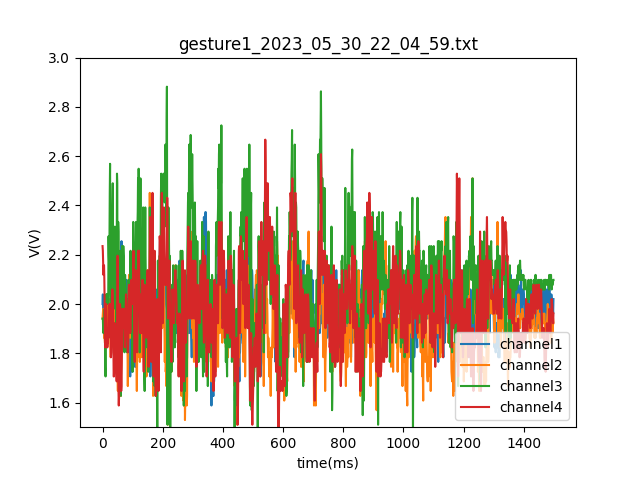 gesture1_2023_05_30_22_04_59.txt
3.0
2.8
2.6
2.4
2.2
2.0
1.8
1.6
V(V)
0 200 400 600 800 1000 1200 1400
time(ms)
channel1
channel2
channel3
channel4